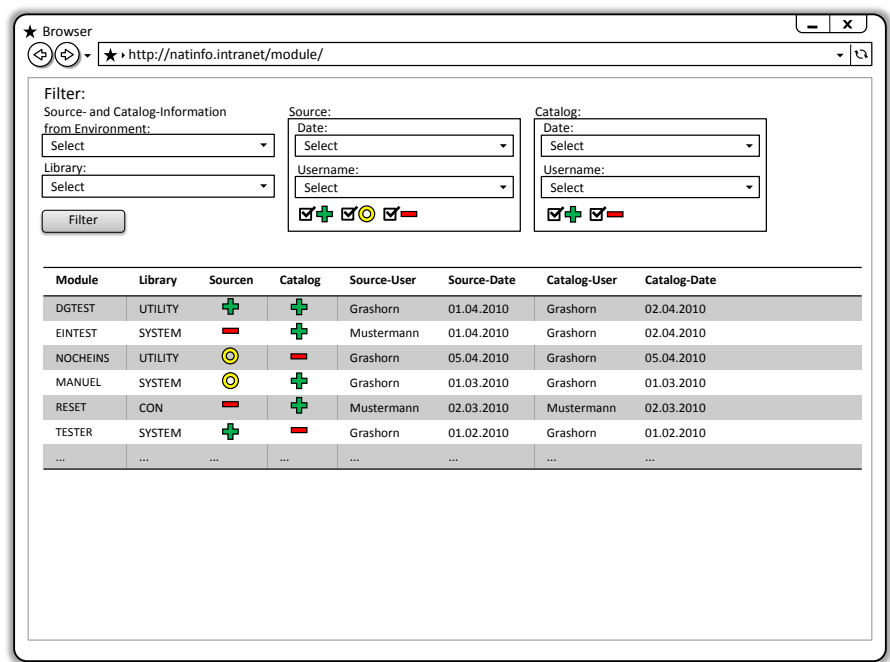 Browser
x
http://natinfo.intranet/module/
Filter:
Source- and Catalog-Information
from Environment:
Select
Library:
Select
Filter
Source:
Date:
Select
Username:
Select
Catalog:
Date:
Select
Username:
Select
Module Library Sourcen Catalog Source-User Source-Date Catalog-User Catalog-Date
DGTEST UTILITY Grashorn 01.04.2010 Grashorn 02.04.2010
EINTEST SYSTEM Mustermann 01.04.2010 Grashorn 02.04.2010
NOCHEINS UTILITY Grashorn 05.04.2010 Grashorn 05.04.2010
MANUEL SYSTEM Grashorn 01.03.2010 Grashorn 01.03.2010
RESET CON Mustermann 02.03.2010 Mustermann 02.03.2010
TESTER SYSTEM Grashorn 01.02.2010 Grashorn 01.02.2010
... ... ... ... ... ... ... ...